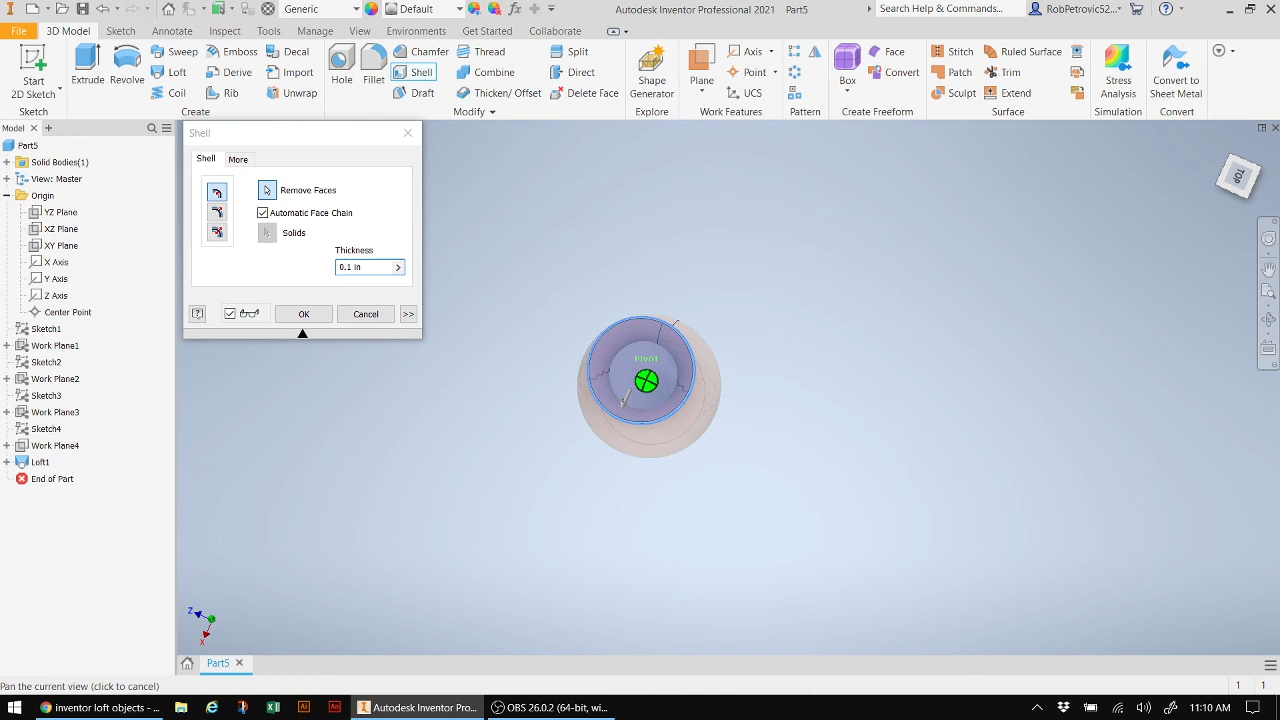 Generic
Default
Autodesk Inventor Professional 2021 Part5
Search Help & Commands...
RobPetrovic52...
File
3D Model
Sketch
Annotate
Inspect
Tools
Manage
View
Environments
Get Started
Collaborate
Start
2D Sketch
Extrude
Revolve
Sweep
Loft
Coil
Emboss
Derive
Rib
Decal
Import
Unwrap
Hole
Fillet
Chamfer
Shell
Draft
Thread
Combine
Thicken/ Offset
Split
Direct
Delete Face
Shape
Generator
Plane
Axis
Point
UCS
Box
Face
Convert
Stitch
Patch
Sculpt
Ruled Surface
Trim
Extend
Stress
Analysis
Convert to
Sheet Metal
Sketch
Create
Modify
Explore
Work Features
Pattern
Create Freeform
Surface
Simulation
Convert
Model
Part5
Solid Bodies(1)
View: Master
Origin
YZ Plane
XZ Plane
XY Plane
X Axis
Y Axis
Z Axis
Center Point
Sketch1
Work Plane1
Sketch2
Work Plane2
Sketch3
Work Plane3
Sketch4
Work Plane4
Loft1
End of Part
Shell
Shell
More
Remove Faces
Automatic Face Chain
Solids
Thickness
0.1 in
OK
Cancel
>>
PIVOT
TOP
Z
X
Part5
Pan the current view (click to cancel)
1 1
inventor loft objects - ...
Autodesk Inventor Pro...
OBS 26.0.2 (64-bit, wi...
11:10 AM